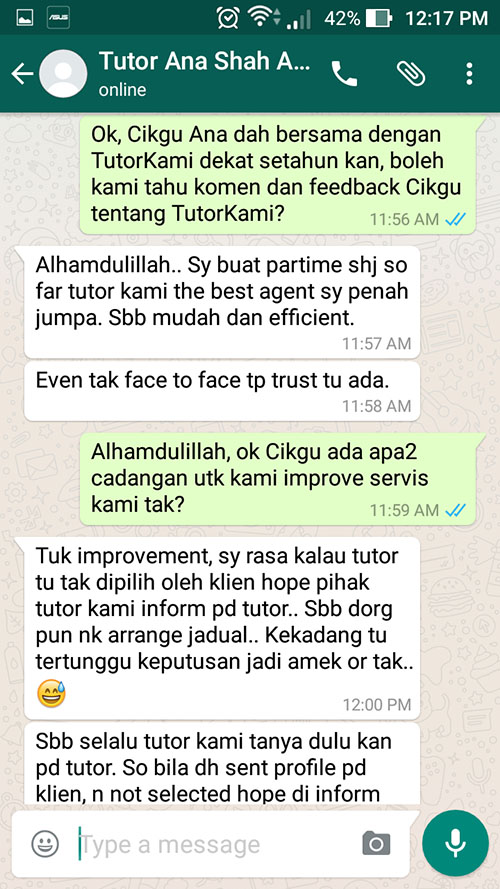 ASUS
42%
12:17 PM
Tutor Ana Shah A...
online
Ok, Cikgu Ana dah bersama dengan
TutorKami dekat setahun kan, boleh
kami tahu komen dan feedback Cikgu
tentang TutorKami?
11:56 AM
Alhamdulillah.. Sy buat partime shj so
far tutor kami the best agent sy penah
jumpa. Sbb mudah dan efficient.
11:57 AM
Even tak face to face tp trust tu ada.
11:58 AM
Alhamdulillah, ok Cikgu ada apa2
cadangan utk kami improve servis
kami tak?
11:59 AM
Tuk improvement, sy rasa kalau tutor
tu tak dipilih oleh klien hope pihak
tutor kami inform pd tutor.. Sbb dorg
pun nk arrange jadual.. Kekadang tu
tertunggu keputusan jadi amek or tak..
12:00 PM
Sbb selalu tutor kami tanya dulu kan
pd tutor. So bila dh sent profile pd
klien, n not selected hope di inform
Type a message